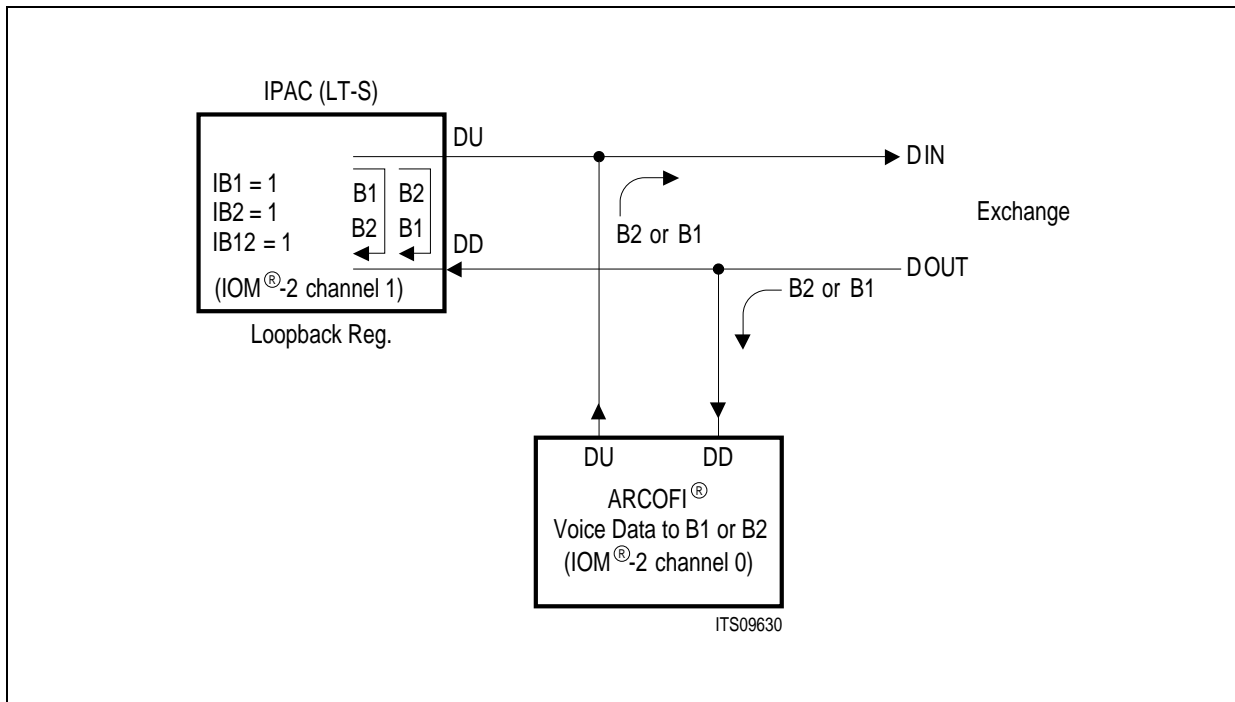 IPAC (LT-S)
DU
DIN
IB1 = 1
IB2 = 1
IB12 = 1
B1 B2
B2 B1
(IOM®-2 channel 1)
DD
Loopback Reg.
B2 or B1
Exchange
DOUT
B2 or B1
DU DD
ARCOFI®
Voice Data to B1 or B2
(IOM®-2 channel 0)
ITS09630